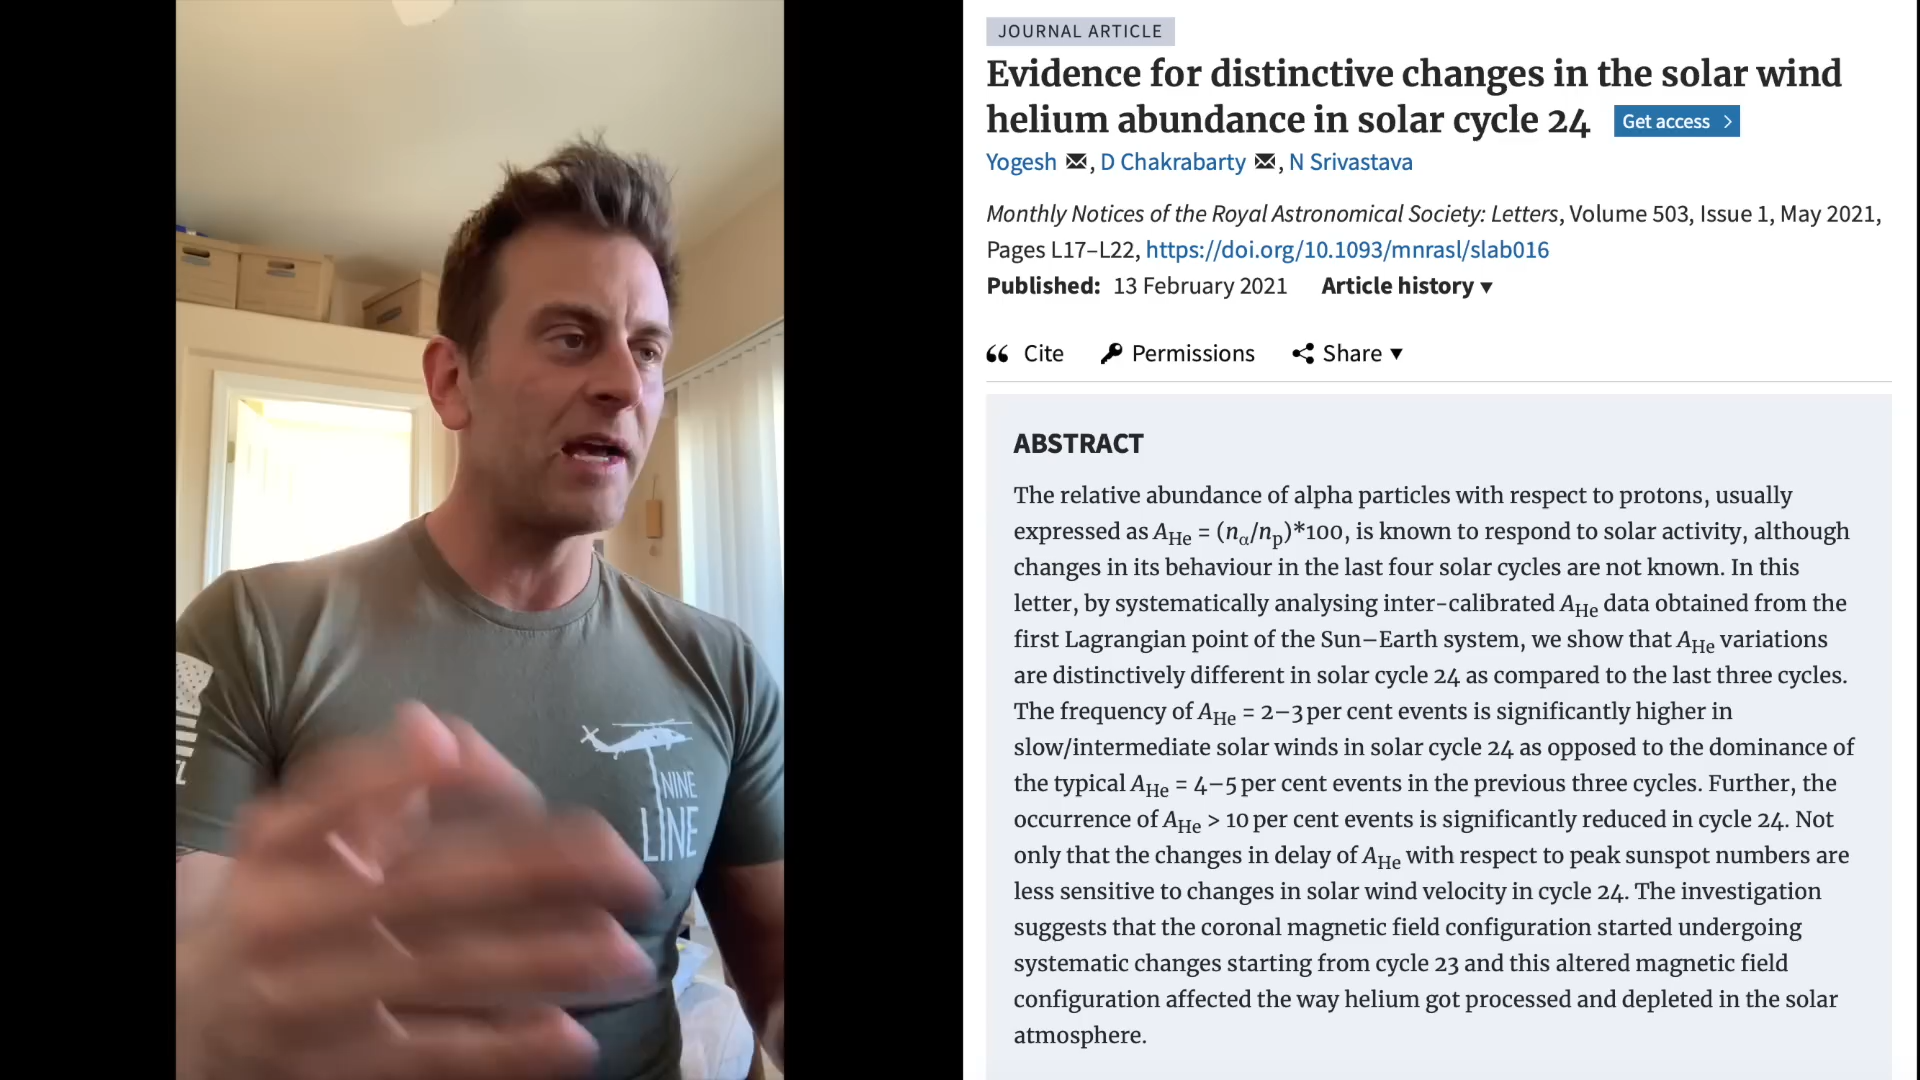 JOURNAL ARTICLE
Evidence for distinctive changes in the solar wind
helium abundance in solar cycle 24 Get access >
Yogesh ✉, D Chakrabarty ✉, N Srivastava
Monthly Notices of the Royal Astronomical Society: Letters, Volume 503, Issue 1, May 2021,
Pages L17–L22, https://doi.org/10.1093/mnrasl/slab016
Published: 13 February 2021 Article history ▼
Cite Permissions Share ▼
ABSTRACT
The relative abundance of alpha particles with respect to protons, usually
expressed as A_He = (n_α/n_p)*100, is known to respond to solar activity, although
changes in its behaviour in the last four solar cycles are not known. In this
letter, by systematically analysing inter-calibrated A_He data obtained from the
first Lagrangian point of the Sun–Earth system, we show that A_He variations
are distinctively different in solar cycle 24 as compared to the last three cycles.
The frequency of A_He = 2–3 per cent events is significantly higher in
slow/intermediate solar winds in solar cycle 24 as opposed to the dominance of
the typical A_He = 4–5 per cent events in the previous three cycles. Further, the
occurrence of A_He > 10 per cent events is significantly reduced in cycle 24. Not
only that the changes in delay of A_He with respect to peak sunspot numbers are
less sensitive to changes in solar wind velocity in cycle 24. The investigation
suggests that the coronal magnetic field configuration started undergoing
systematic changes starting from cycle 23 and this altered magnetic field
configuration affected the way helium got processed and depleted in the solar
atmosphere.
NINE
LINE